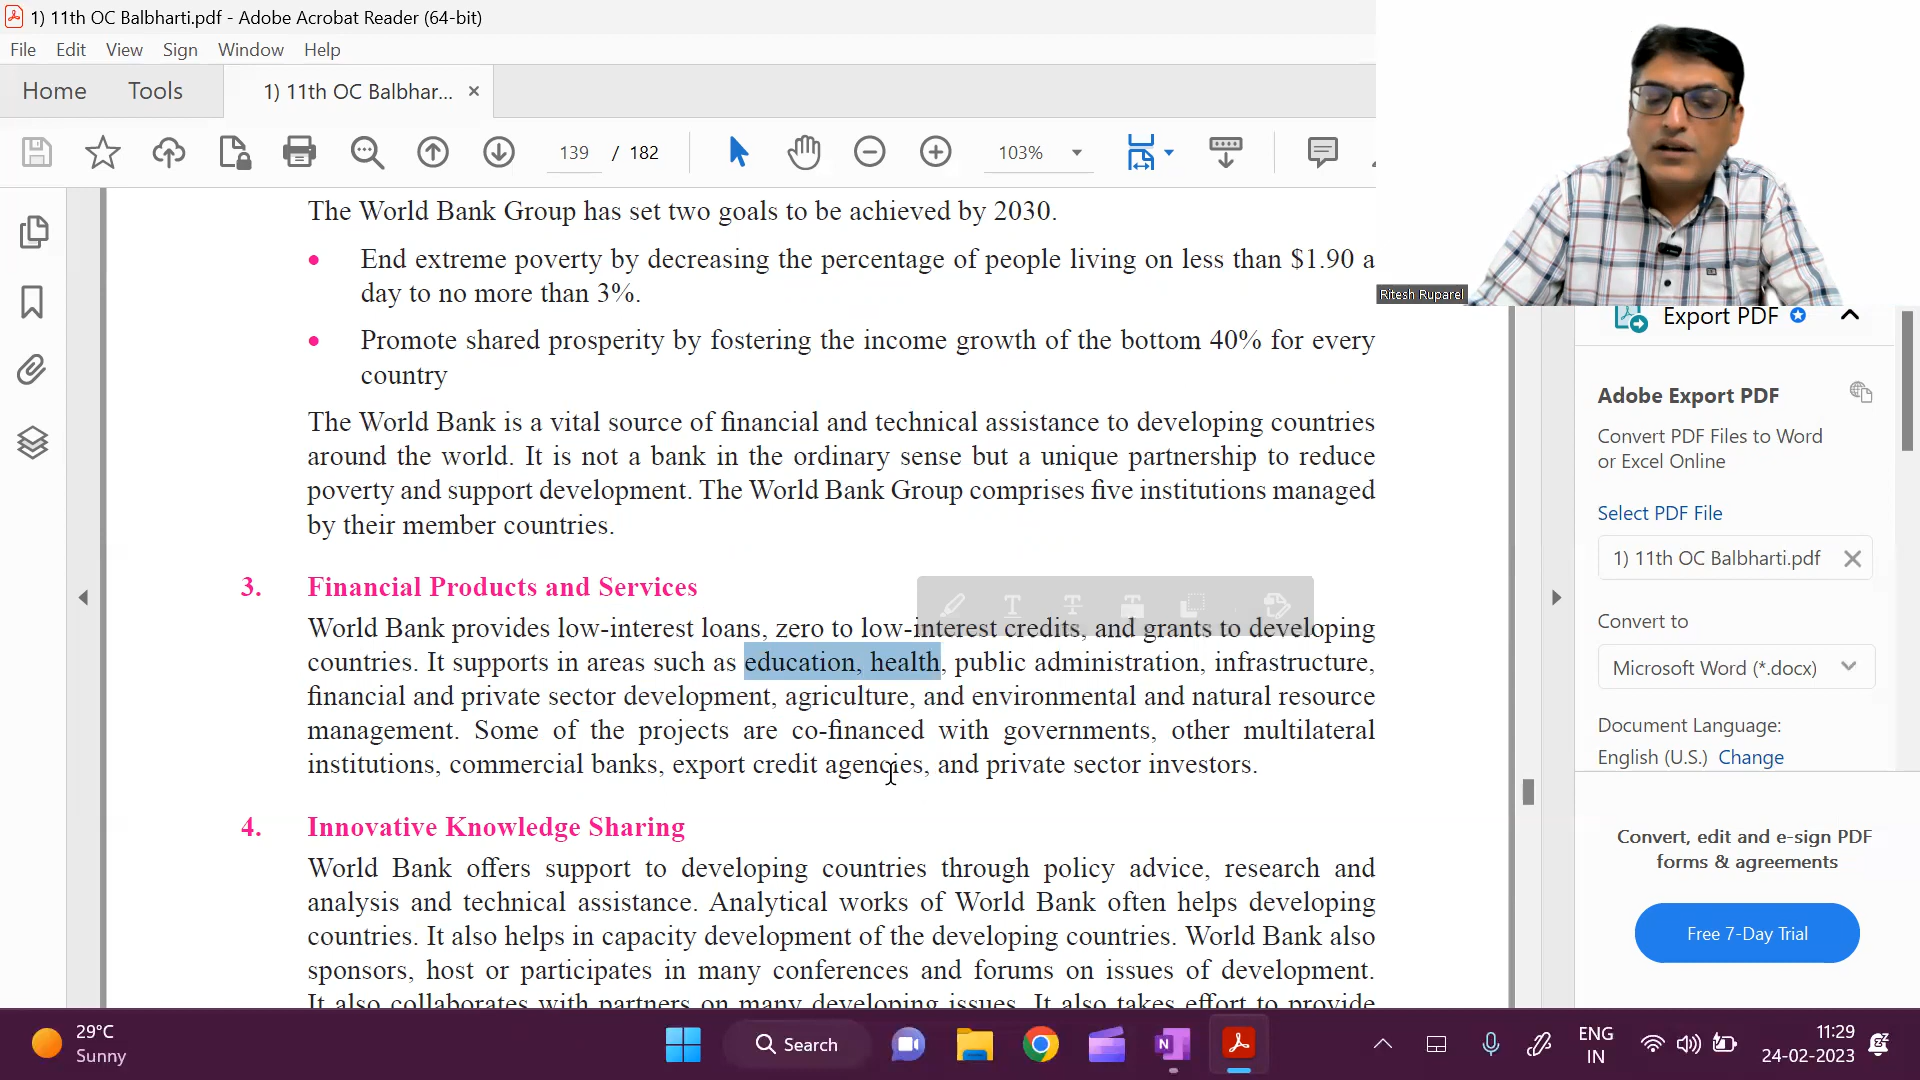 1) 11th OC Balbharti.pdf - Adobe Acrobat Reader (64-bit)
File Edit View Sign Window Help
Home Tools 1) 11th OC Balbhar... ×
139 / 182 103%
Ritesh Ruparel
The World Bank Group has set two goals to be achieved by 2030.
• End extreme poverty by decreasing the percentage of people living on less than $1.90 a
day to no more than 3%.
• Promote shared prosperity by fostering the income growth of the bottom 40% for every
country
The World Bank is a vital source of financial and technical assistance to developing countries
around the world. It is not a bank in the ordinary sense but a unique partnership to reduce
poverty and support development. The World Bank Group comprises five institutions managed
by their member countries.
3. Financial Products and Services
World Bank provides low-interest loans, zero to low-interest credits, and grants to developing
countries. It supports in areas such as education, health, public administration, infrastructure,
financial and private sector development, agriculture, and environmental and natural resource
management. Some of the projects are co-financed with governments, other multilateral
institutions, commercial banks, export credit agencies, and private sector investors.
4. Innovative Knowledge Sharing
World Bank offers support to developing countries through policy advice, research and
analysis and technical assistance. Analytical works of World Bank often helps developing
countries. It also helps in capacity development of the developing countries. World Bank also
sponsors, host or participates in many conferences and forums on issues of development.
It also collaborates with partners on many developing issues. It also takes effort to provide
Export PDF
Adobe Export PDF
Convert PDF Files to Word
or Excel Online
Select PDF File
1) 11th OC Balbharti.pdf
Convert to
Microsoft Word (*.docx)
Document Language:
English (U.S.) Change
Convert, edit and e-sign PDF
forms & agreements
Free 7-Day Trial
29°C
Sunny
Search
ENG
IN
11:29
24-02-2023